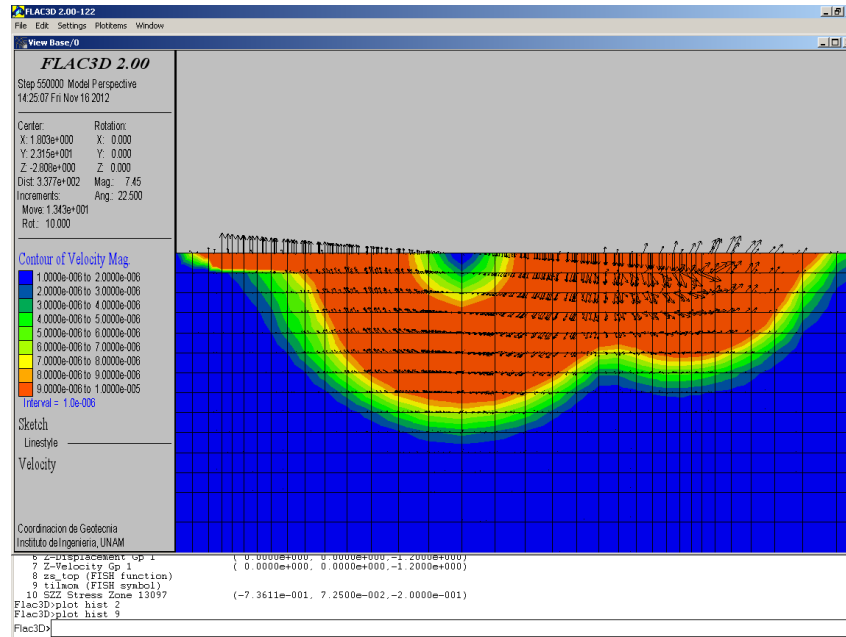 FLAC3D 2.00-122
File Edit Settings Plotitems Window
View Base/0
FLAC3D 2.00
Step 550000 Model Perspective
14:25:07 Fri Nov 16 2012
Center: Rotation:
X: 1.803e+000 X: 0.000
Y: 2.315e+001 Y: 0.000
Z: -2.808e+000 Z: 0.000
Dist: 3.377e+002 Mag.: 7.45
Increments: Ang.: 22.500
Move: 1.343e+001
Rot.: 10.000
Contour of Velocity Mag.
1.0000e-006 to 2.0000e-006
2.0000e-006 to 3.0000e-006
3.0000e-006 to 4.0000e-006
4.0000e-006 to 5.0000e-006
5.0000e-006 to 6.0000e-006
6.0000e-006 to 7.0000e-006
7.0000e-006 to 8.0000e-006
8.0000e-006 to 9.0000e-006
9.0000e-006 to 1.0000e-005
Interval = 1.0e-006
Sketch
Linestyle
Velocity
Coordinacion de Geotecnia
Instituto de Ingenieria, UNAM
6 Z-Displacement Gp 1 ( 0.0000e+000, 0.0000e+000,-1.2000e+000)
7 Z-Velocity Gp 1 ( 0.0000e+000, 0.0000e+000,-1.2000e+000)
8 zs_top (FISH function)
9 tilmom (FISH symbol)
10 SZZ Stress Zone 13097 (-7.3611e-001, 7.2500e-002,-2.0000e-001)
Flac3D>plot hist 2
Flac3D>plot hist 9
Flac3D>